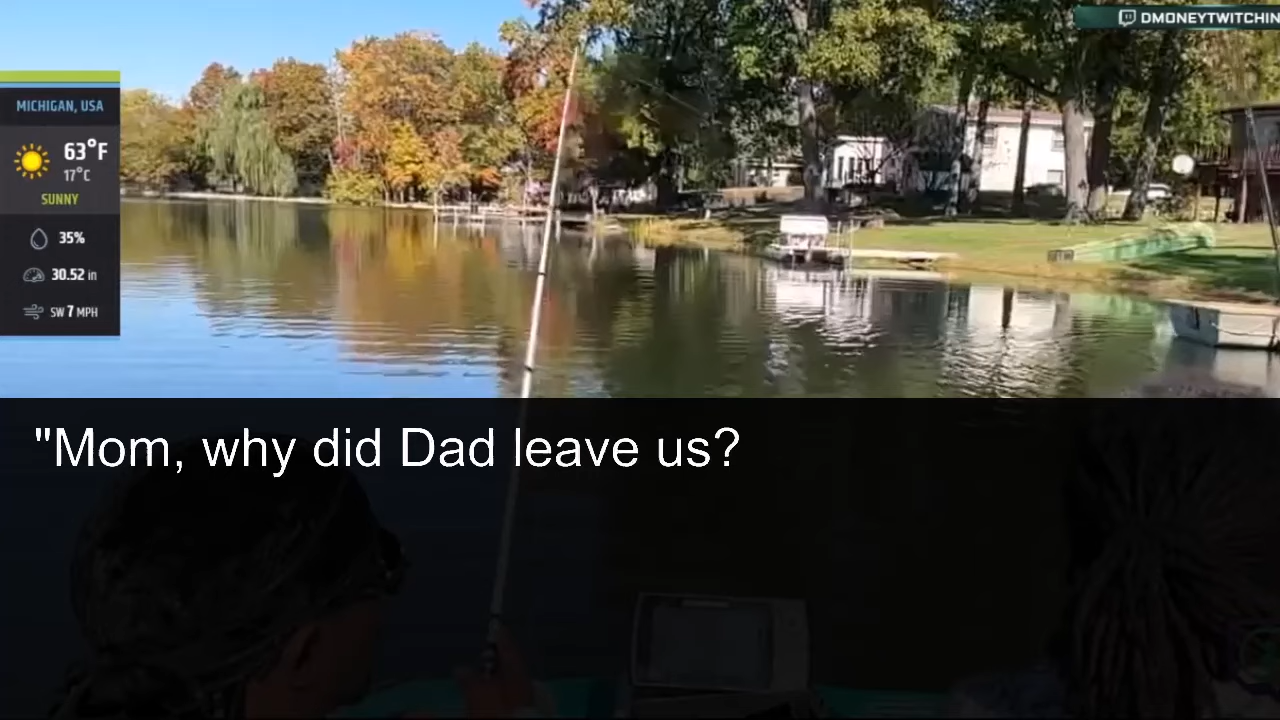 DMONEYTWITCHIN
MICHIGAN, USA
63°F
17°C
SUNNY
35%
30.52 in
SW 7 MPH
"Mom, why did Dad leave us?